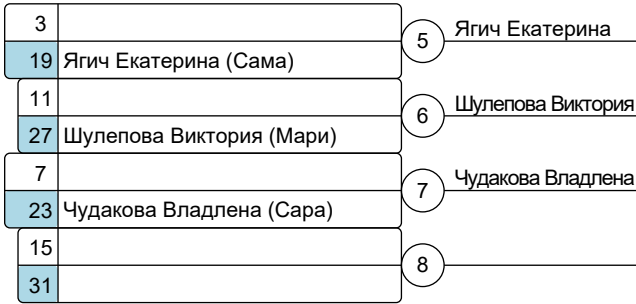 3
5 Ягич Екатерина
19 Ягич Екатерина (Сама)
11
6 Шулепова Виктория
27 Шулепова Виктория (Мари)
7
7 Чудакова Владлена
23 Чудакова Владлена (Сара)
15
8
31